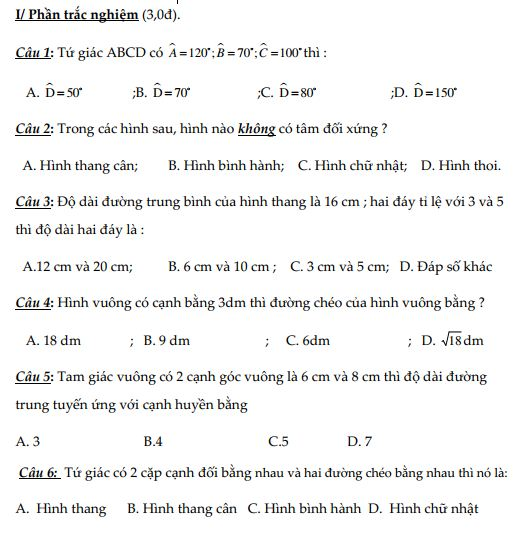 I/ Phần trắc nghiệm (3,0đ).
Câu 1: Tứ giác ABCD có Â = 120°; B̂ = 70°; Ĉ = 100° thì :
A. D̂ = 50° ;B. D̂ = 70° ;C. D̂ = 80° ;D. D̂ = 150°
Câu 2: Trong các hình sau, hình nào không có tâm đối xứng ?
A. Hình thang cân; B. Hình bình hành; C. Hình chữ nhật; D. Hình thoi.
Câu 3: Độ dài đường trung bình của hình thang là 16 cm ; hai đáy tỉ lệ với 3 và 5
thì độ dài hai đáy là :
A.12 cm và 20 cm; B. 6 cm và 10 cm ; C. 3 cm và 5 cm; D. Đáp số khác
Câu 4: Hình vuông có cạnh bằng 3dm thì đường chéo của hình vuông bằng ?
A. 18 dm ; B. 9 dm ; C. 6dm ; D. √18 dm
Câu 5: Tam giác vuông có 2 cạnh góc vuông là 6 cm và 8 cm thì độ dài đường
trung tuyến ứng với cạnh huyền bằng
A. 3 B.4 C.5 D. 7
Câu 6: Tứ giác có 2 cặp cạnh đối bằng nhau và hai đường chéo bằng nhau thì nó là:
A. Hình thang B. Hình thang cân C. Hình bình hành D. Hình chữ nhật